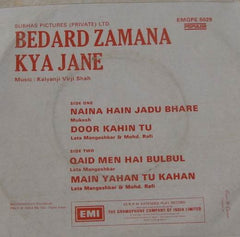 SUBHAS PICTURES (PRIVATE) LTD.
EMGPE 5029
POPULAR
BEDARD ZAMANA
KYA JANE
Music: Kalyanji Virji Shah
SIDE ONE
NAINA HAIN JADU BHARE
Mukesh
DOOR KAHIN TU
Lata Mangeshkar & Mohd. Rafi
SIDE TWO
QAID MEN HAI BULBUL
Lata Mangeshkar
MAIN YAHAN TU KAHAN
Lata Mangeshkar & Mohd. Rafi
EMI
THE GRAMOPHONE COMPANY OF INDIA LIMITED